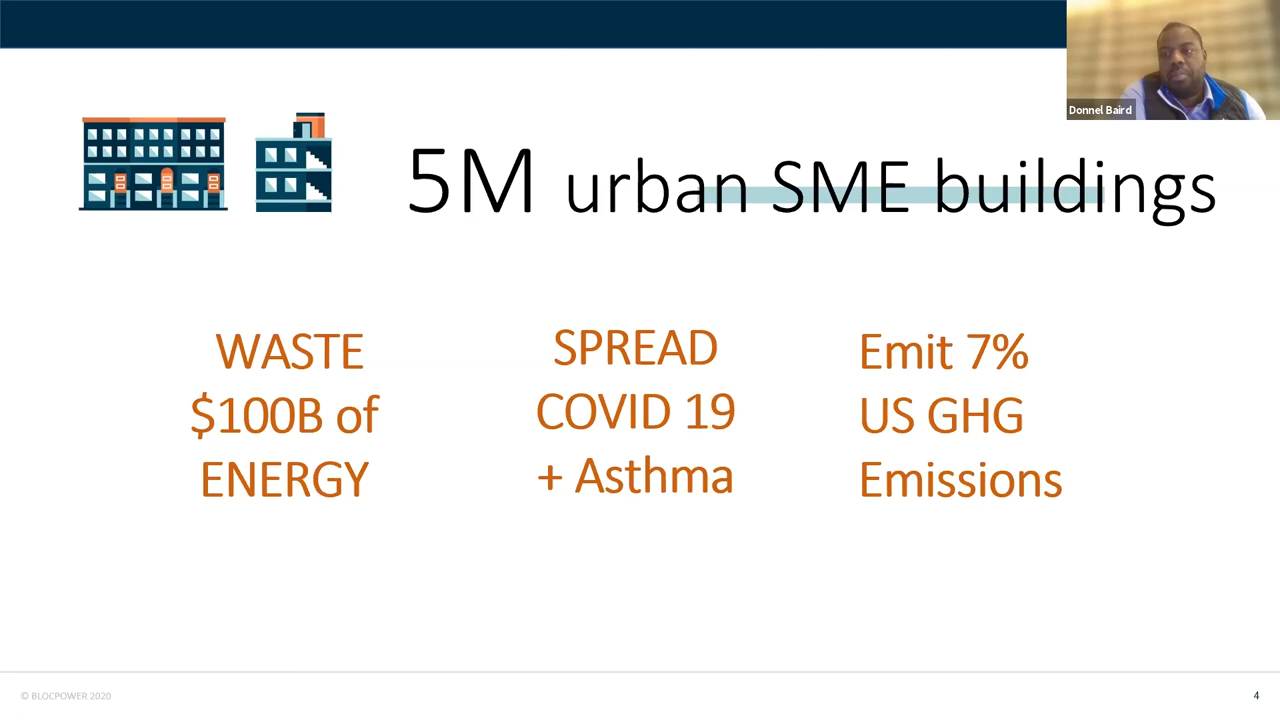 Donnel Baird
5M urban SME buildings
WASTE
$100B of
ENERGY
SPREAD
COVID 19
+ Asthma
Emit 7%
US GHG
Emissions
© BLOCPOWER 2020
4